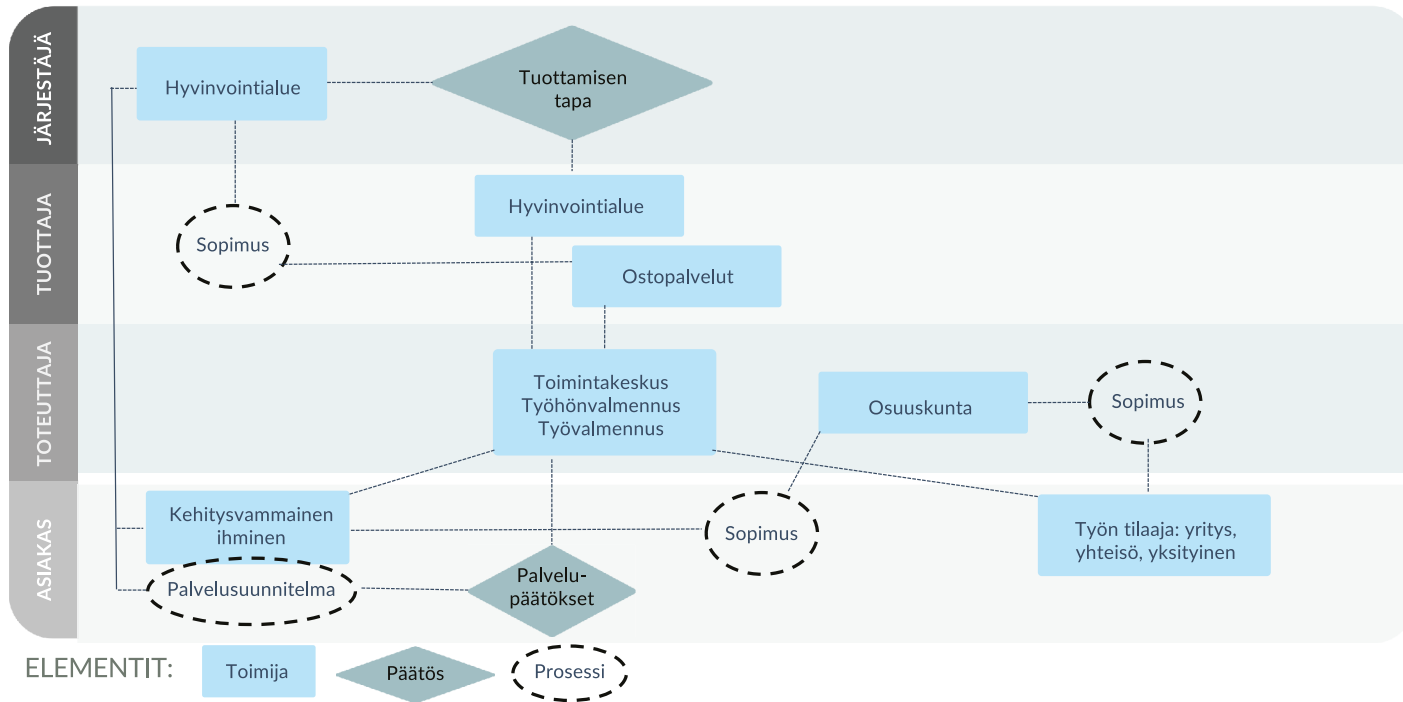 JÄRJESTÄJÄ
Hyvinvointialue
Tuottamisen
tapa
TUOTTAJA
Hyvinvointialue
Sopimus
Ostopalvelut
TOTEUTTAJA
Toimintakeskus
Työhönvalmennus
Työvalmennus
Osuuskunta
Sopimus
ASIAKAS
Kehitysvammainen
ihminen
Sopimus
Työn tilaaja: yritys,
yhteisö, yksityinen
Palvelusuunnitelma
Palvelu-
päätökset
ELEMENTIT:
Toimija
Päätös
Prosessi